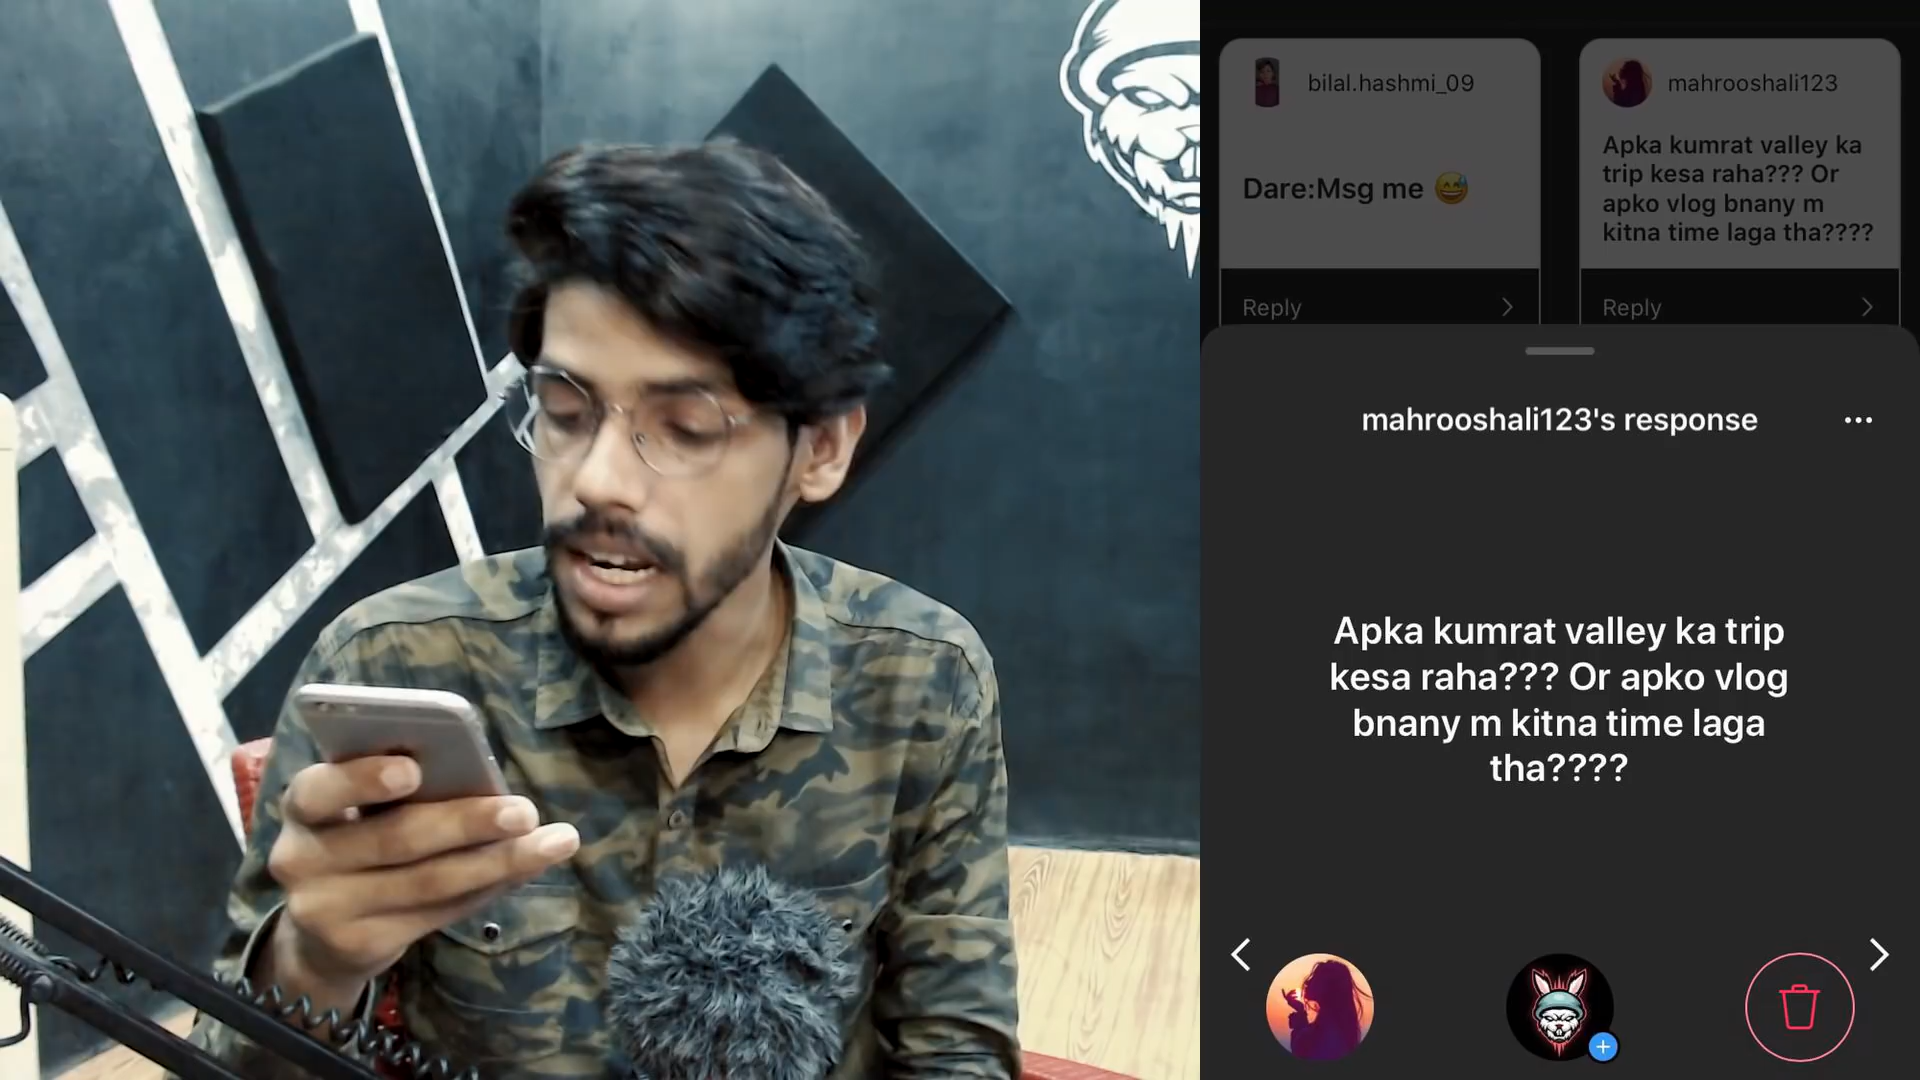 bilal.hashmi_09
Dare:Msg me 😅
Reply
mahrooshali123
Apka kumrat valley ka
trip kesa raha??? Or
apko vlog bnany m
kitna time laga tha????
Reply
mahrooshali123's response
Apka kumrat valley ka trip
kesa raha??? Or apko vlog
bnany m kitna time laga
tha????